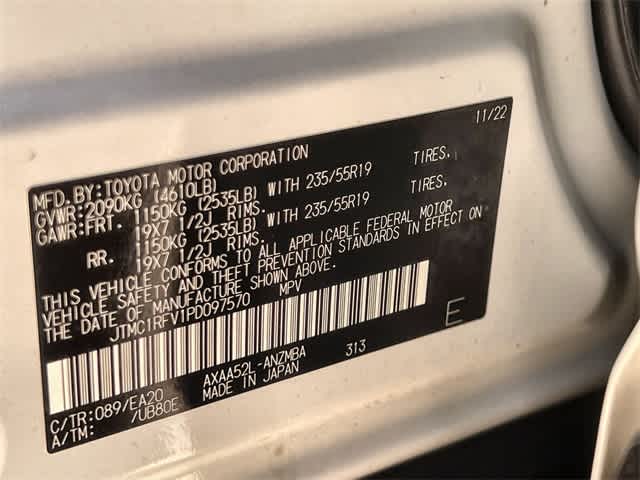 11/22
MFD. BY:TOYOTA MOTOR CORPORATION
GVWR:2090KG (4610LB)
GAWR:FRT. 1150KG (2535LB) WITH 235/55R19 TIRES.
19X7 1/2J RIMS.
RR. 1150KG (2535LB) WITH 235/55R19 TIRES.
19X7 1/2J RIMS.
THIS VEHICLE CONFORMS TO ALL APPLICABLE FEDERAL MOTOR
VEHICLE SAFETY AND THEFT PREVENTION STANDARDS IN EFFECT ON
THE DATE OF MANUFACTURE SHOWN ABOVE.
JTMC1RFV1PD097570 MPV
E
C/TR:089/EA20 AXAA52L-ANZMBA 313
A/TM: /UB80E MADE IN JAPAN